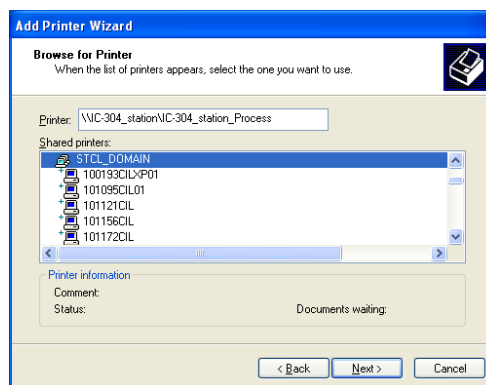 Add Printer Wizard
Browse for Printer
When the list of printers appears, select the one you want to use.
Printer: \\IC-304_station\IC-304_station_Process
Shared printers:
STCL_DOMAIN
100193CILXP01
101095CIL01
101121CIL
101156CIL
101172CIL
Printer information
Comment:
Status: Documents waiting:
< Back Next > Cancel